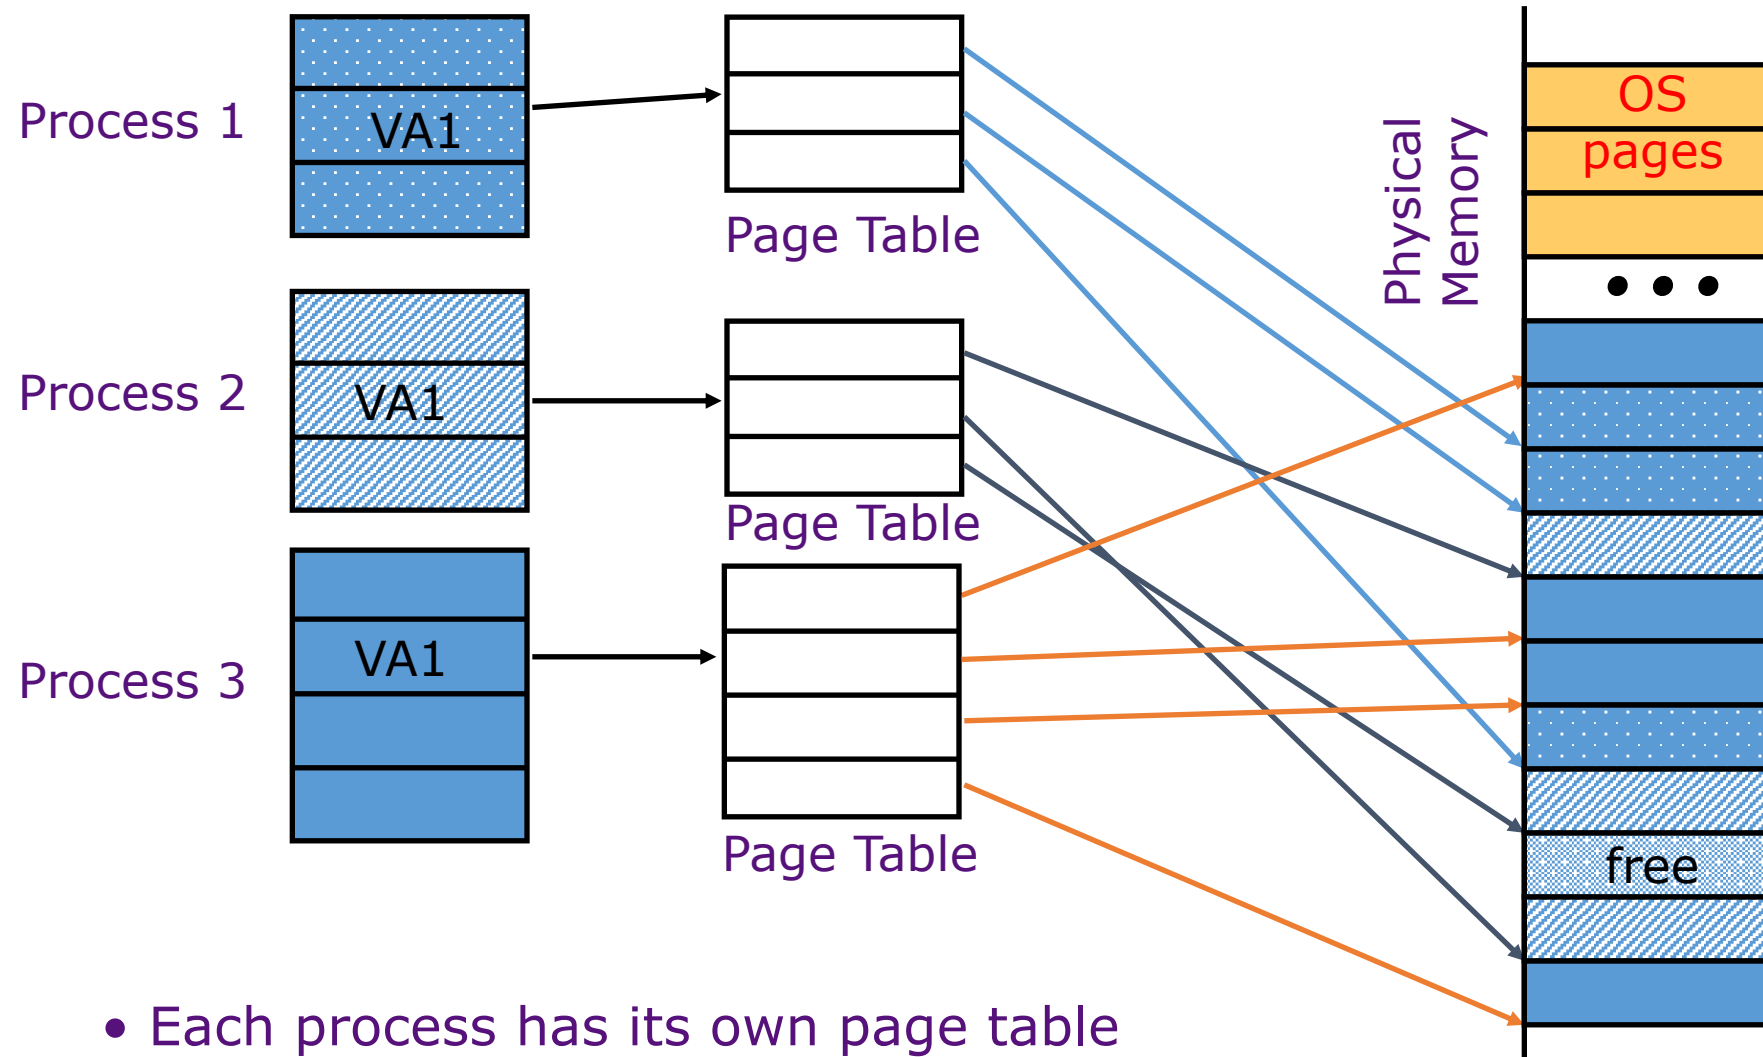 Process 1
VA1
Page Table
Process 2
VA1
Page Table
Process 3
VA1
Page Table
Physical
Memory
OS
pages
• • •
free
• Each process has its own page table